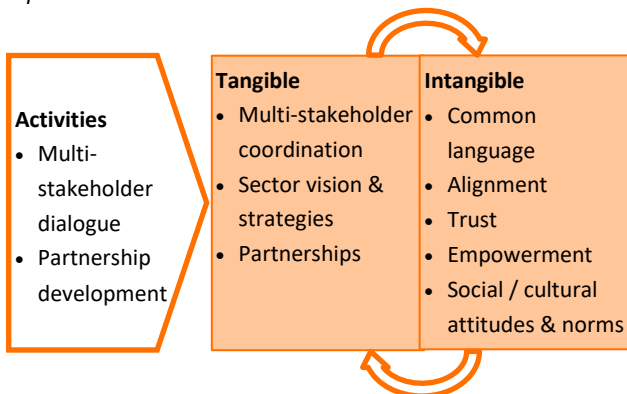 Activities
• Multi-
stakeholder
dialogue
• Partnership
development
Tangible
• Multi-stakeholder
coordination
• Sector vision &
strategies
• Partnerships
Intangible
• Common
language
• Alignment
• Trust
• Empowerment
• Social / cultural
attitudes & norms